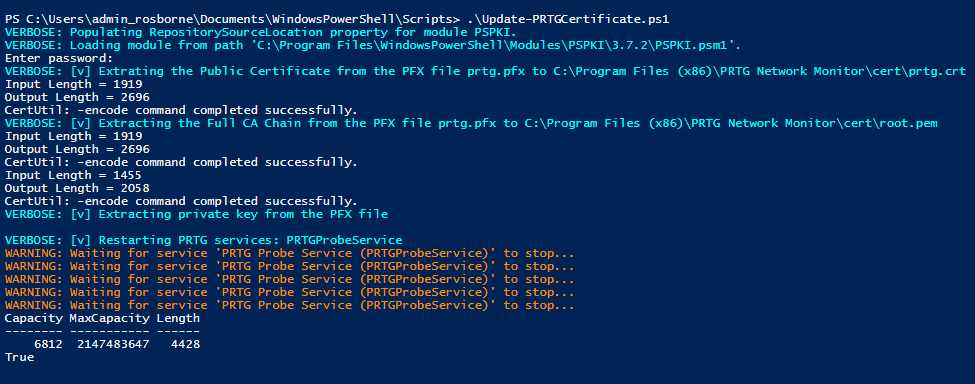 PS C:\Users\admin_rosborne\Documents\WindowsPowerShell\Scripts> .\Update-PRTGCertificate.ps1
VERBOSE: Populating RepositorySourceLocation property for module PSPKI.
VERBOSE: Loading module from path 'C:\Program Files\WindowsPowerShell\Modules\PSPKI\3.7.2\PSPKI.psm1'.
Enter password:
VERBOSE: [v] Extrating the Public Certificate from the PFX file prtg.pfx to C:\Program Files (x86)\PRTG Network Monitor\cert\prtg.crt
Input Length = 1919
Output Length = 2696
CertUtil: -encode command completed successfully.
VERBOSE: [v] Extracting the Full CA Chain from the PFX file prtg.pfx to C:\Program Files (x86)\PRTG Network Monitor\cert\root.pem
Input Length = 1919
Output Length = 2696
CertUtil: -encode command completed successfully.
Input Length = 1455
Output Length = 2058
CertUtil: -encode command completed successfully.
VERBOSE: [v] Extracting private key from the PFX file
VERBOSE: [v] Restarting PRTG services: PRTGProbeService
WARNING: Waiting for service 'PRTG Probe Service (PRTGProbeService)' to stop...
WARNING: Waiting for service 'PRTG Probe Service (PRTGProbeService)' to stop...
WARNING: Waiting for service 'PRTG Probe Service (PRTGProbeService)' to stop...
WARNING: Waiting for service 'PRTG Probe Service (PRTGProbeService)' to stop...
WARNING: Waiting for service 'PRTG Probe Service (PRTGProbeService)' to stop...
Capacity MaxCapacity Length
-------- ----------- ------
6812 2147483647 4428
True